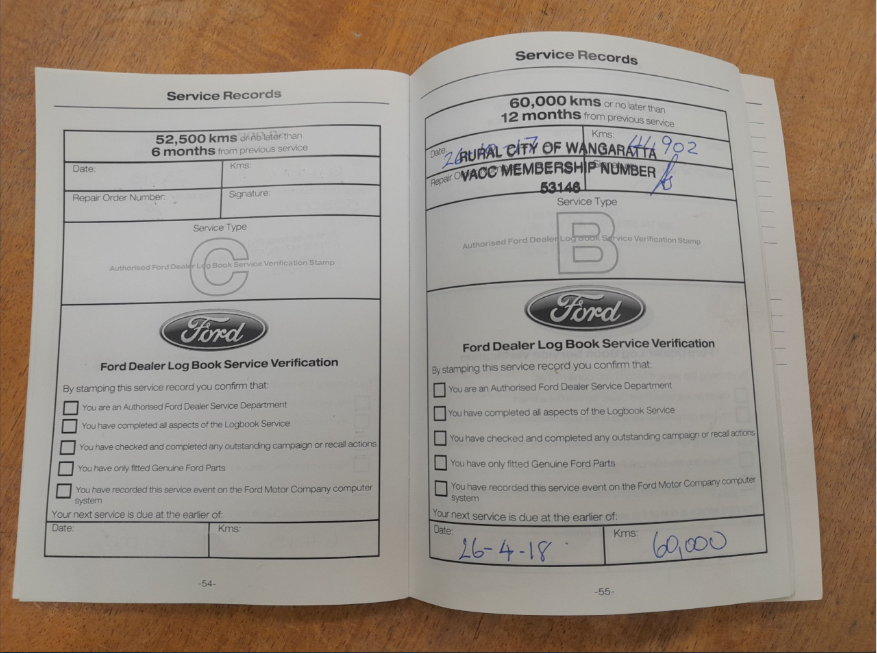 Service Records
52,500 kms or no later than
6 months from previous service
Date:
Kms:
Repair Order Number:
Signature:
Service Type
C
Authorised Ford Dealer Log Book Service Verification Stamp
Ford
Ford Dealer Log Book Service Verification
By stamping this service record you confirm that:
You are an Authorised Ford Dealer Service Department
You have completed all aspects of the Logbook Service
You have checked and completed any outstanding campaign or recall actions
You have only fitted Genuine Ford Parts
You have recorded this service event on the Ford Motor Company computer
system
Your next service is due at the earlier of:
Date:
Kms:
-54-
Service Records
60,000 kms or no later than
12 months from previous service
Date:
Kms:
RURAL CITY OF WANGARATTA
Repair
VACC MEMBERSHIP NUMBER
53146
Service Type
B
Authorised Ford Dealer Log Book Service Verification Stamp
Ford
Ford Dealer Log Book Service Verification
By stamping this service record you confirm that:
You are an Authorised Ford Dealer Service Department
You have completed all aspects of the Logbook Service
You have checked and completed any outstanding campaign or recall actions
You have only fitted Genuine Ford Parts
You have recorded this service event on the Ford Motor Company computer
system
Your next service is due at the earlier of:
Date:
26-4-18
Kms:
60,000
-55-